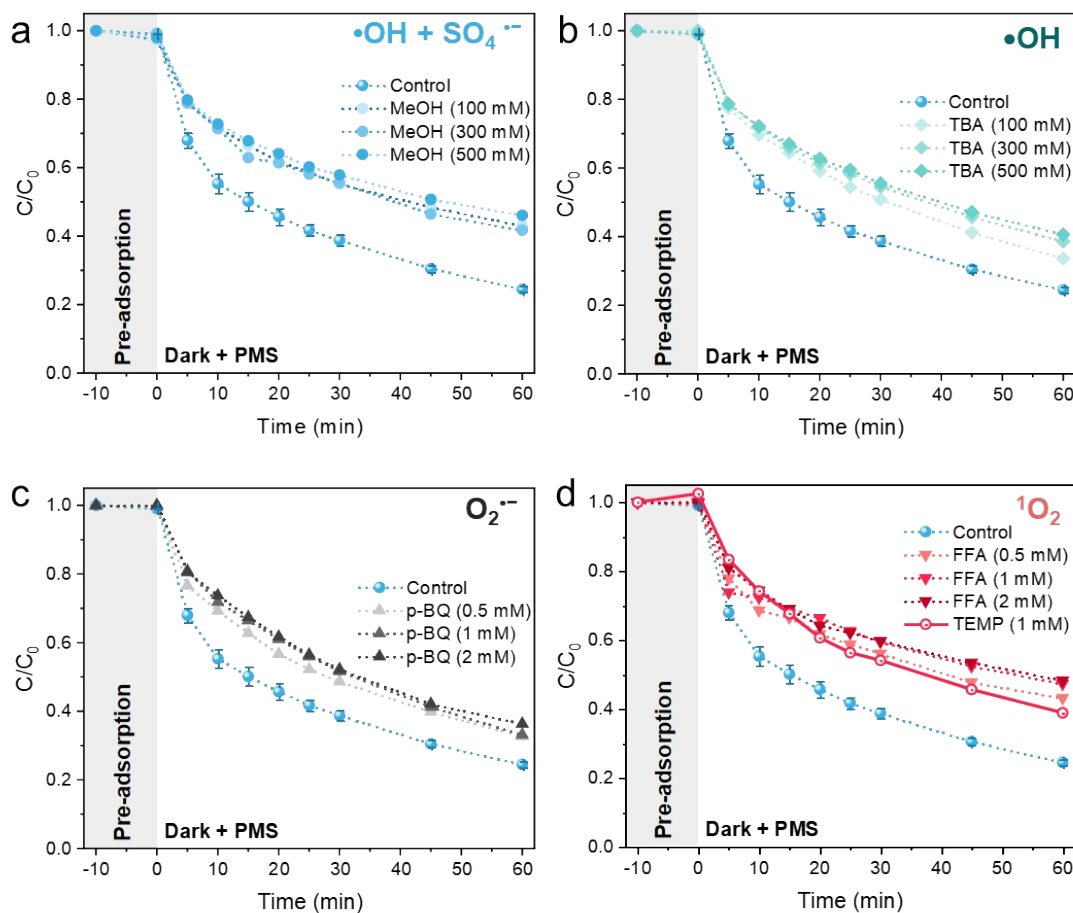 a
•OH + SO₄•−
Control
MeOH (100 mM)
MeOH (300 mM)
MeOH (500 mM)
Pre-adsorption
Dark + PMS
C/C₀
1.0
0.8
0.6
0.4
0.2
0.0
-10 0 10 20 30 40 50 60
Time (min)
b
•OH
Control
TBA (100 mM)
TBA (300 mM)
TBA (500 mM)
Pre-adsorption
Dark + PMS
C/C₀
1.0
0.8
0.6
0.4
0.2
0.0
-10 0 10 20 30 40 50 60
Time (min)
c
O₂•−
Control
p-BQ (0.5 mM)
p-BQ (1 mM)
p-BQ (2 mM)
Pre-adsorption
Dark + PMS
C/C₀
1.0
0.8
0.6
0.4
0.2
0.0
-10 0 10 20 30 40 50 60
Time (min)
d
¹O₂
Control
FFA (0.5 mM)
FFA (1 mM)
FFA (2 mM)
TEMP (1 mM)
Pre-adsorption
Dark + PMS
C/C₀
1.0
0.8
0.6
0.4
0.2
0.0
-10 0 10 20 30 40 50 60
Time (min)